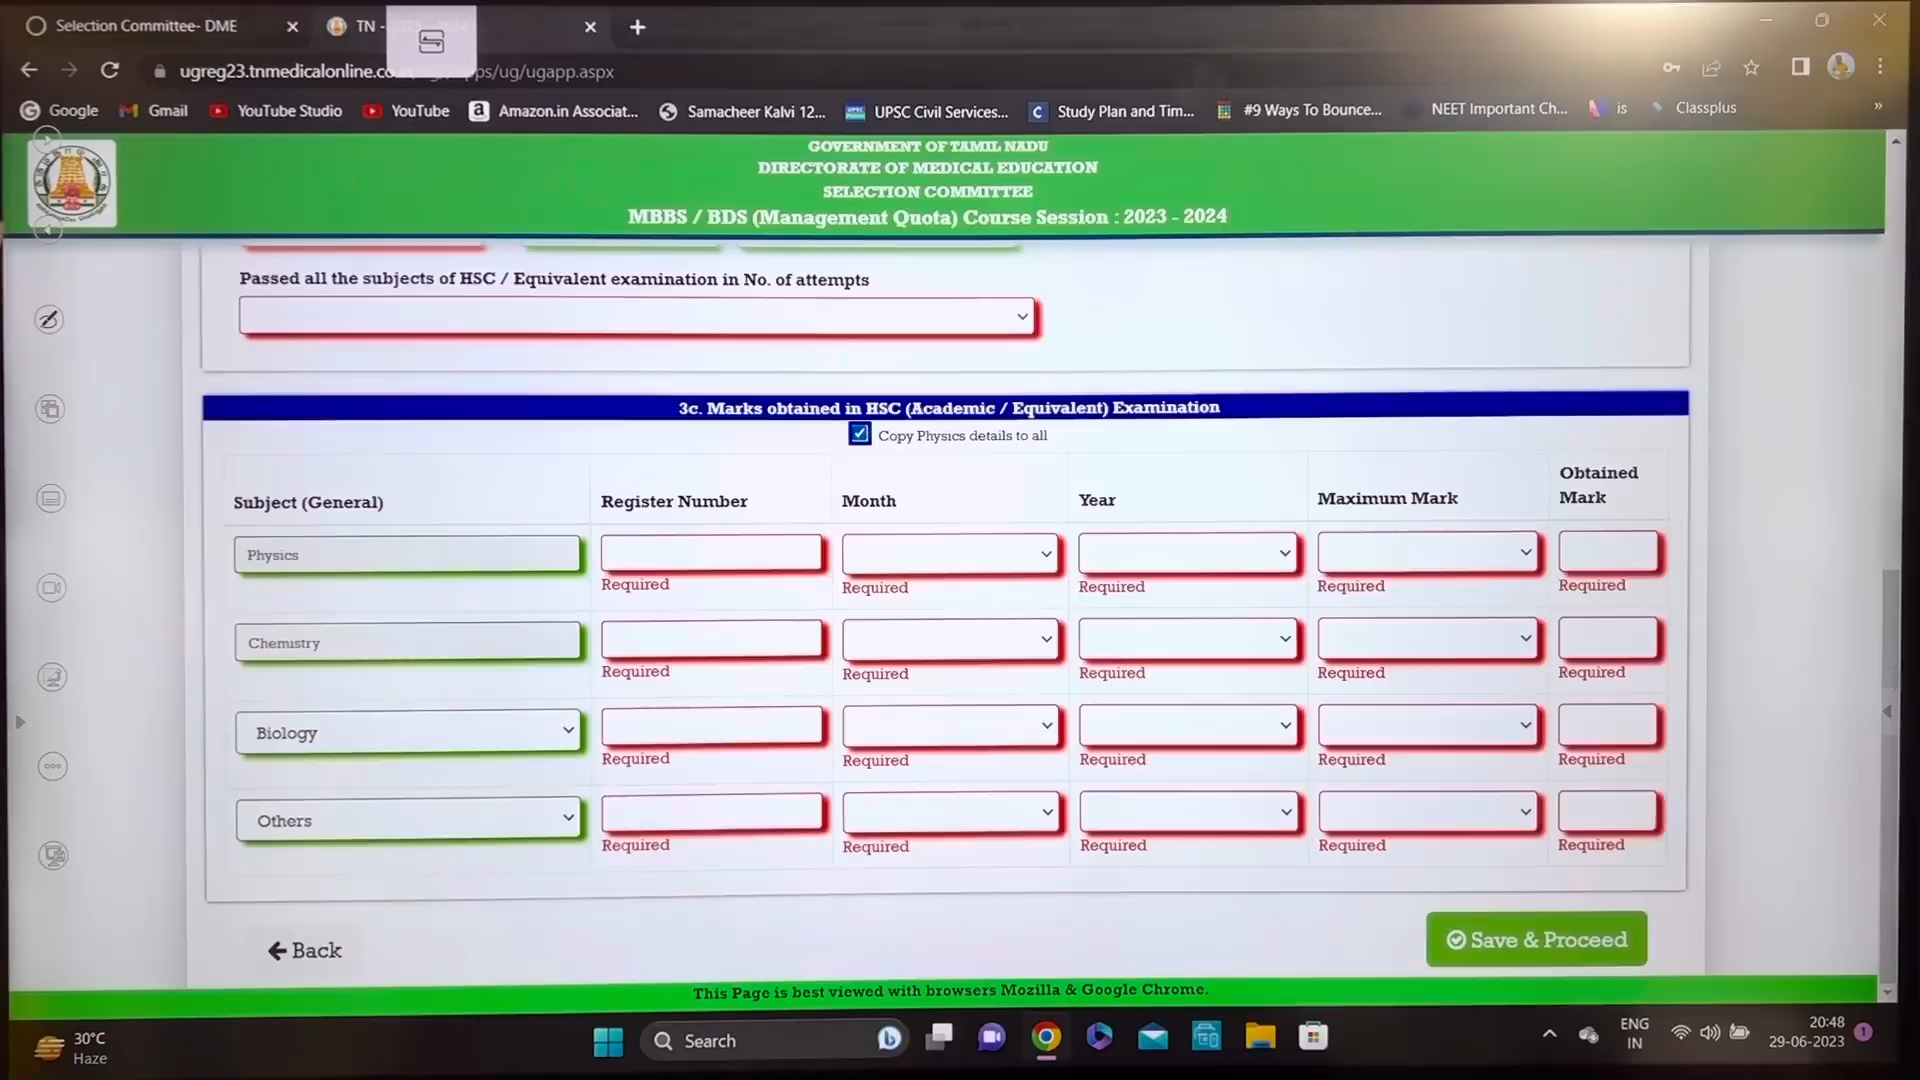 Selection Committee- DME
TN -
ugreg23.tnmedicalonline.co
ps/ug/ugapp.aspx
Google
Gmail
YouTube Studio
YouTube
Amazon.in Associat...
Samacheer Kalvi 12...
UPSC Civil Services...
Study Plan and Tim...
#9 Ways To Bounce...
NEET Important Ch...
is
Classplus
»
GOVERNMENT OF TAMIL NADU
DIRECTORATE OF MEDICAL EDUCATION
SELECTION COMMITTEE
MBBS / BDS (Management Quota) Course Session : 2023 - 2024
Passed all the subjects of HSC / Equivalent examination in No. of attempts
3c. Marks obtained in HSC (Academic / Equivalent) Examination
Copy Physics details to all
Subject (General) Register Number Month Year Maximum Mark Obtained Mark
Physics
Required Required Required Required Required
Chemistry
Required Required Required Required Required
Biology
Required Required Required Required Required
Others
Required Required Required Required Required
Back
Save & Proceed
This Page is best viewed with browsers Mozilla & Google Chrome.
30°C
Haze
Search
ENG
IN
20:48
29-06-2023
1